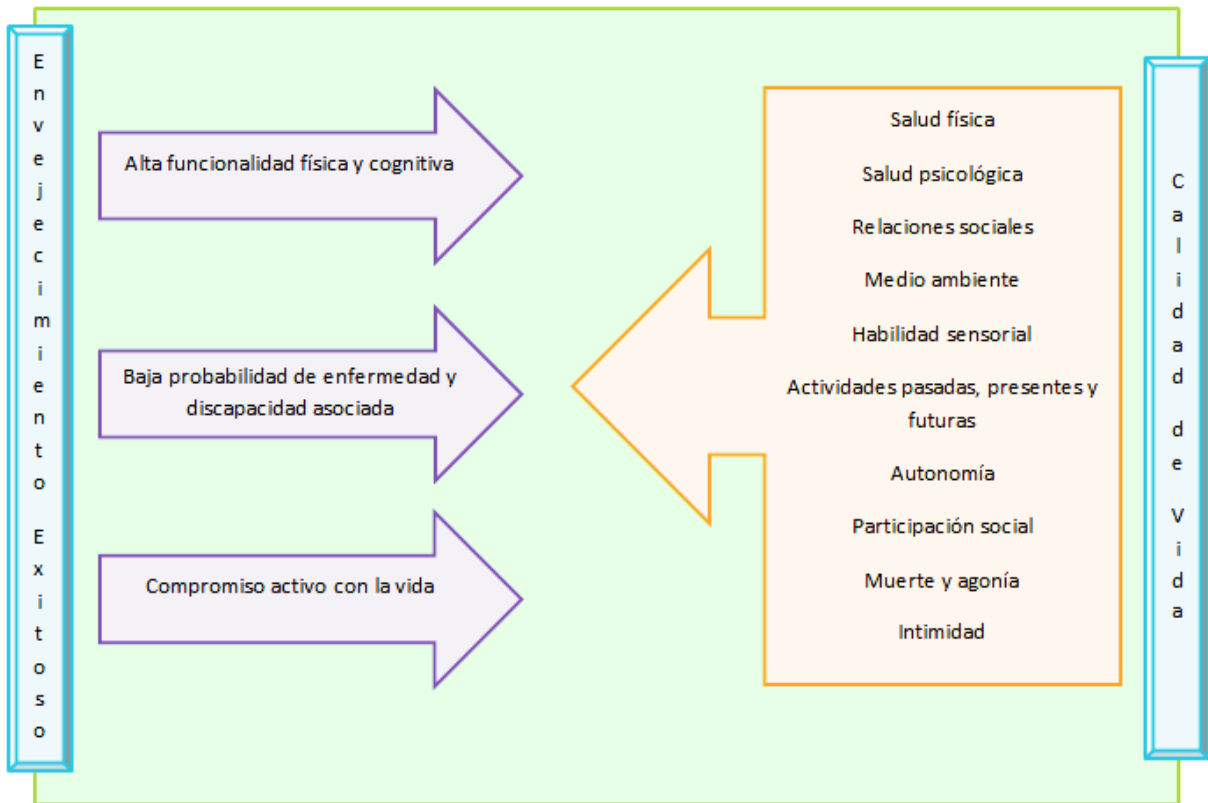 Envejecimiento Exitoso
Alta funcionalidad física y cognitiva
Baja probabilidad de enfermedad y
discapacidad asociada
Compromiso activo con la vida
Salud física
Salud psicológica
Relaciones sociales
Medio ambiente
Habilidad sensorial
Actividades pasadas, presentes y
futuras
Autonomía
Participación social
Muerte y agonía
Intimidad
Calidad de Vida